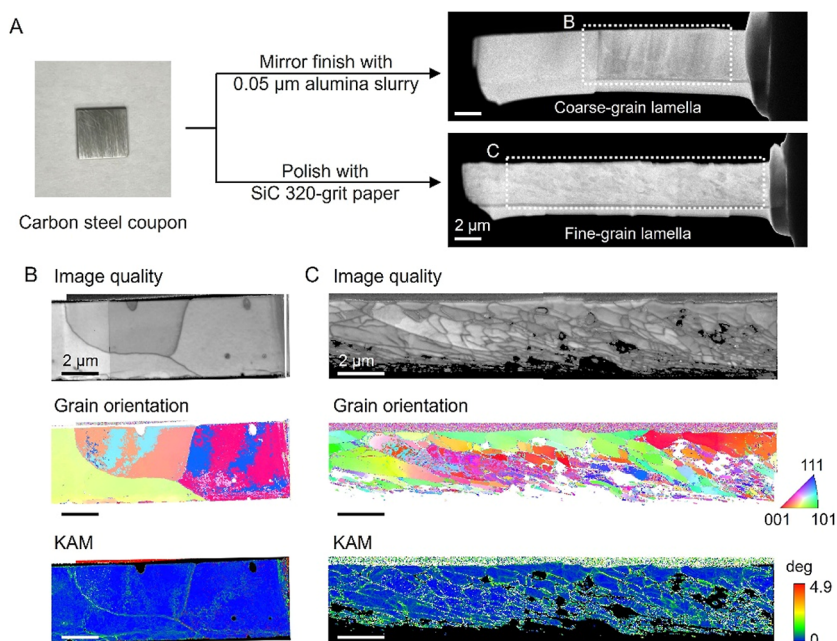 A
Carbon steel coupon
Mirror finish with
0.05 µm alumina slurry
Polish with
SiC 320-grit paper
B
Coarse-grain lamella
C
2 µm
Fine-grain lamella
B
Image quality
2 µm
Grain orientation
KAM
C
Image quality
2 µm
Grain orientation
111
001
101
KAM
deg
4.9
0